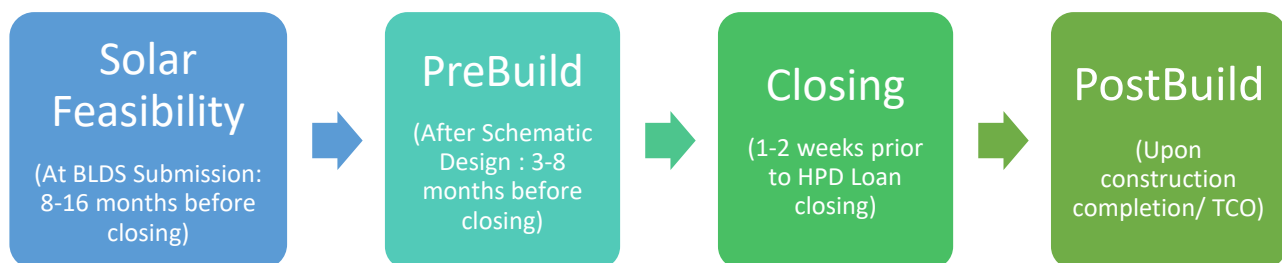 Solar
Feasibility
(At BLDS Submission:
8-16 months before
closing)
PreBuild
(After Schematic
Design : 3-8
months before
closing)
Closing
(1-2 weeks prior
to HPD Loan
closing)
PostBuild
(Upon
construction
completion/ TCO)